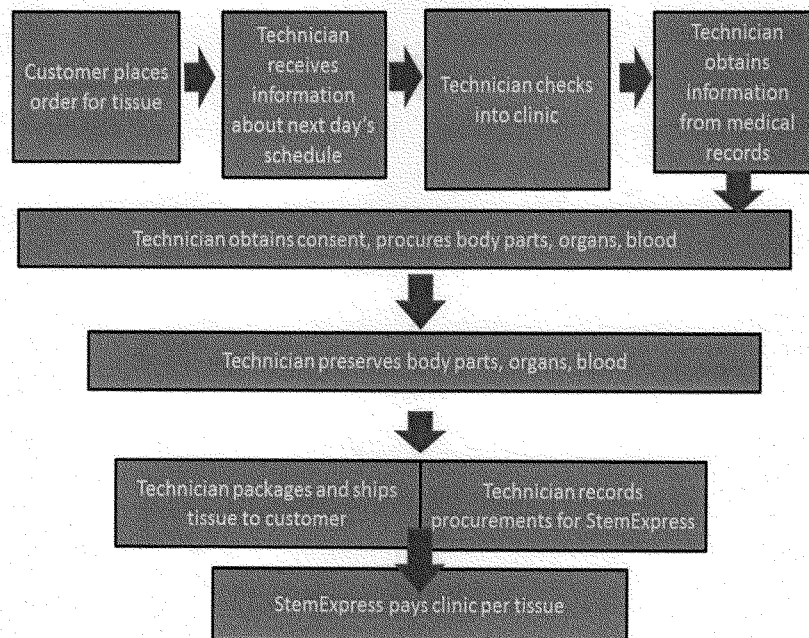 Customer places
order for tissue
Technician
receives
information
about next day's
schedule
Technician checks
into clinic
Technician
obtains
information
from medical
records
Technician obtains consent, procures body parts, organs, blood
Technician preserves body parts, organs, blood
Technician packages and ships
tissue to customer
Technician records
procurements for StemExpress
StemExpress pays clinic per tissue